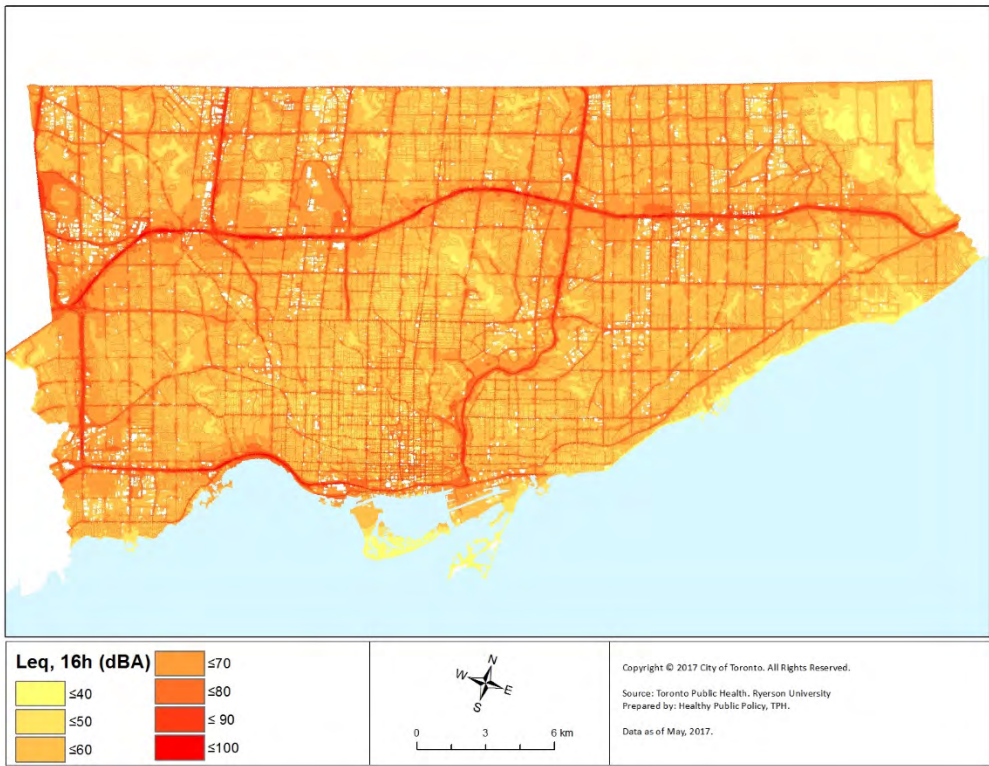 Leq, 16h (dBA)
≤40
≤50
≤60
≤70
≤80
≤ 90
≤100
N
W
E
S
0 3 6 km
Copyright © 2017 City of Toronto. All Rights Reserved.
Source: Toronto Public Health. Ryerson University
Prepared by: Healthy Public Policy, TPH.
Data as of May, 2017.